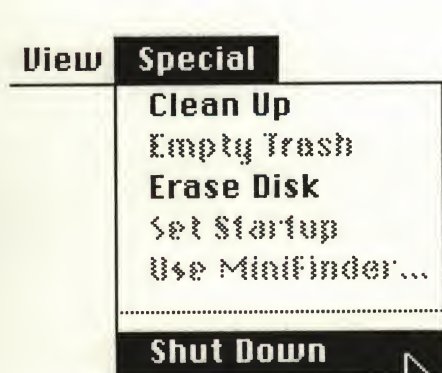 View Special
Clean Up
Empty Trash
Erase Disk
Set Startup
Use MiniFinder...
Shut Down